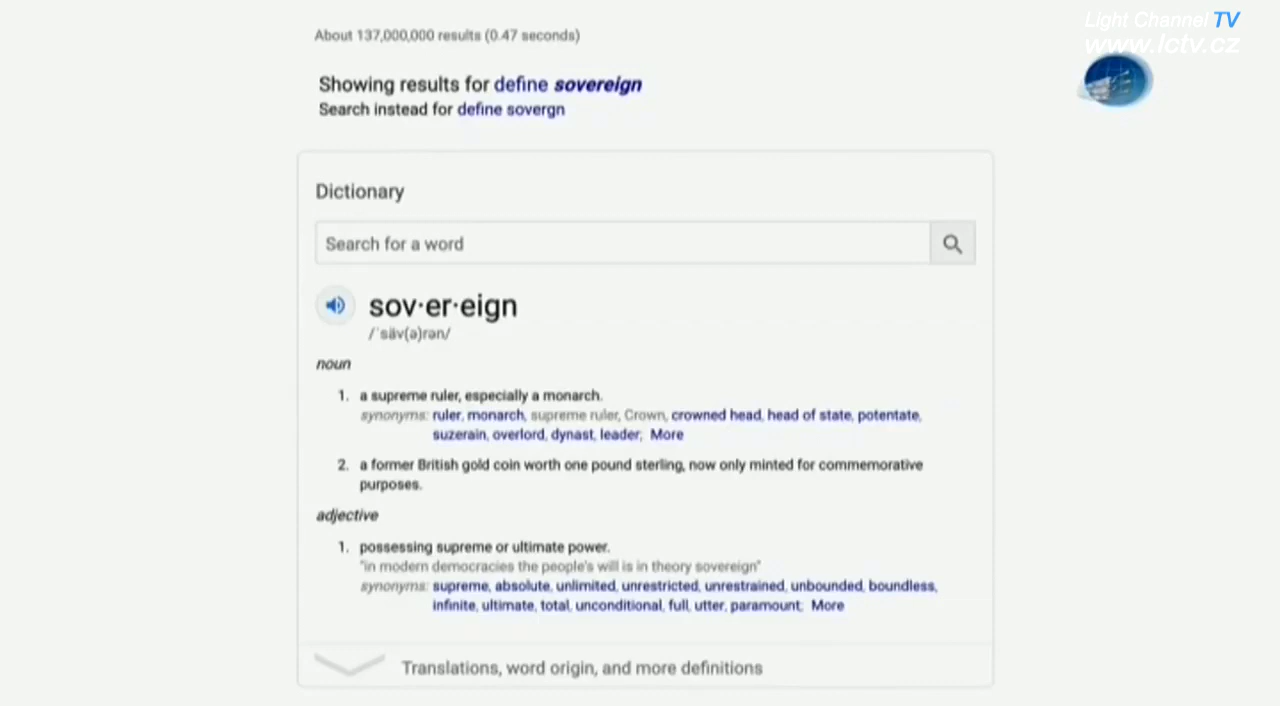 Light Channel TV
www.lctv.cz
About 137,000,000 results (0.47 seconds)
Showing results for define sovereign
Search instead for define sovergn
Dictionary
Search for a word
sov·er·eign
/ˈsäv(ə)rən/
noun
1. a supreme ruler, especially a monarch.
synonyms: ruler, monarch, supreme ruler, Crown, crowned head, head of state, potentate,
suzerain, overlord, dynast, leader; More
2. a former British gold coin worth one pound sterling, now only minted for commemorative
purposes.
adjective
1. possessing supreme or ultimate power.
"in modern democracies the people's will is in theory sovereign"
synonyms: supreme, absolute, unlimited, unrestricted, unrestrained, unbounded, boundless,
infinite, ultimate, total, unconditional, full, utter, paramount; More
Translations, word origin, and more definitions